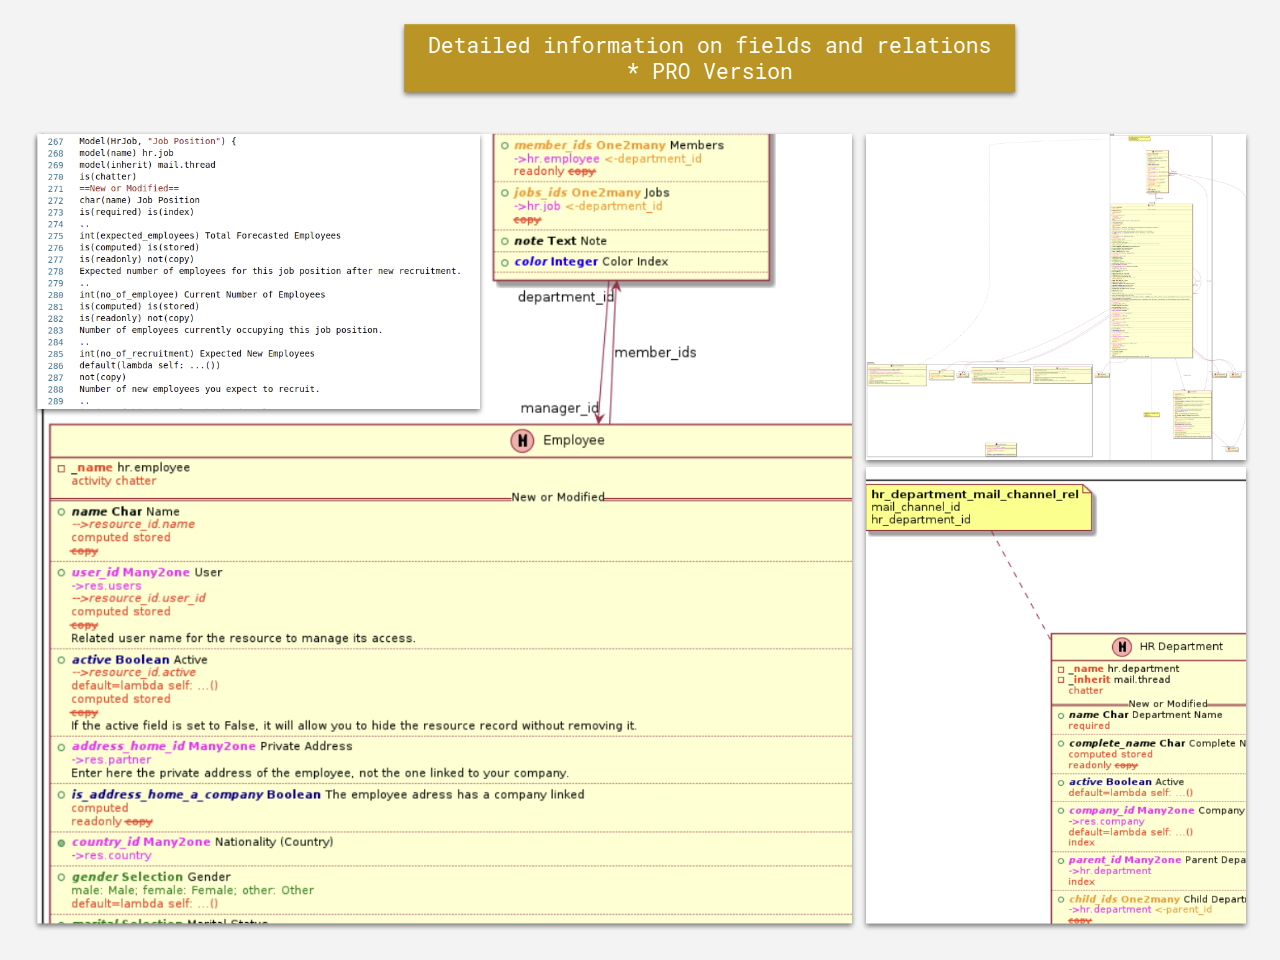 Detailed information on fields and relations
* PRO Version
267 Model(HrJob, "Job Position") {
268 model(name) hr.job
269 model(inherit) mail.thread
270 is(chatter)
271 ==New or Modified==
272 char(name) Job Position
273 is(required) is(index)
274 ..
275 int(expected_employees) Total Forecasted Employees
276 is(computed) is(stored)
277 is(readonly) not(copy)
278 Expected number of employees for this job position after new recruitment.
279 ..
280 int(no_of_employee) Current Number of Employees
281 is(computed) is(stored)
282 is(readonly) not(copy)
283 Number of employees currently occupying this job position.
284 ..
285 int(no_of_recruitment) Expected New Employees
286 default(lambda self: ...())
287 not(copy)
288 Number of new employees you expect to recruit.
289 ..
member_ids One2many Members
->hr.employee <-department_id
readonly copy
jobs_ids One2many Jobs
->hr.job <-department_id
copy
note Text Note
color Integer Color Index
department_id
member_ids
manager_id
H Employee
_name hr.employee
activity chatter
New or Modified
name Char Name
-->resource_id.name
computed stored
copy
user_id Many2one User
->res.users
-->resource_id.user_id
computed stored
copy
Related user name for the resource to manage its access.
active Boolean Active
-->resource_id.active
default=lambda self: ...()
computed stored
copy
If the active field is set to False, it will allow you to hide the resource record without removing it.
address_home_id Many2one Private Address
->res.partner
Enter here the private address of the employee, not the one linked to your company.
is_address_home_a_company Boolean The employee adress has a company linked
computed
readonly copy
country_id Many2one Nationality (Country)
->res.country
gender Selection Gender
male: Male; female: Female; other: Other
default=lambda self: ...()
marital Selection Marital Status
hr_department_mail_channel_rel
mail_channel_id
hr_department_id
H HR Department
_name hr.department
_inherit mail.thread
chatter
New or Modified
name Char Department Name
required
complete_name Char Complete N
computed stored
readonly copy
active Boolean Active
default=lambda self: ...()
company_id Many2one Company
->res.company
default=lambda self: ...()
index
parent_id Many2one Parent Depa
->hr.department
index
child_ids One2many Child Depart
->hr.department <-parent_id
copy